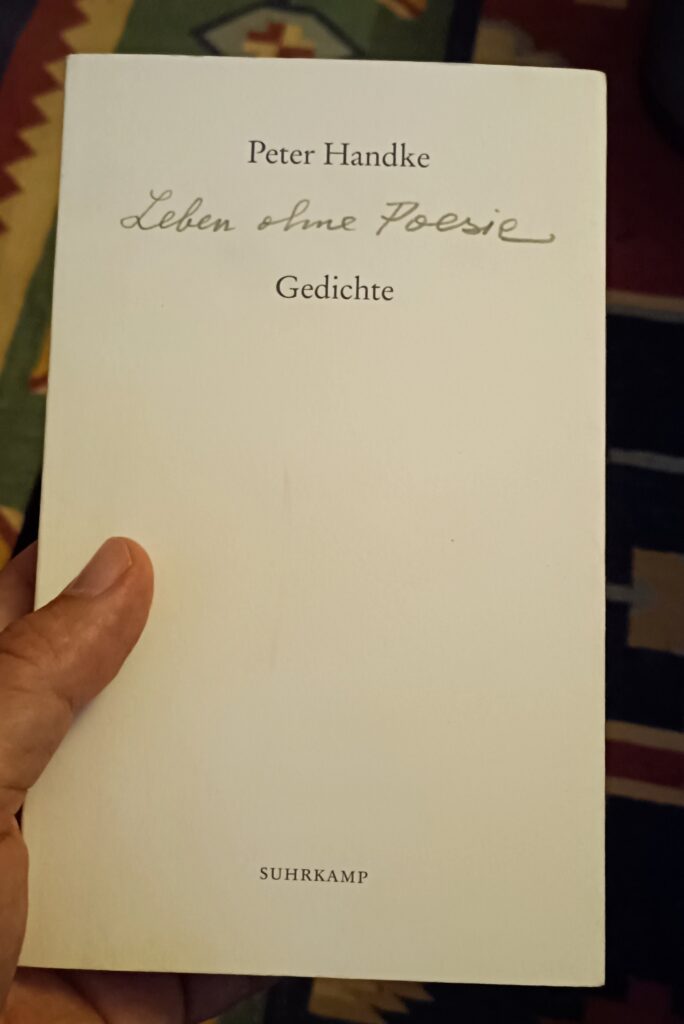 Peter Handke
Leben ohne Poesie
Gedichte
SUHRKAMP